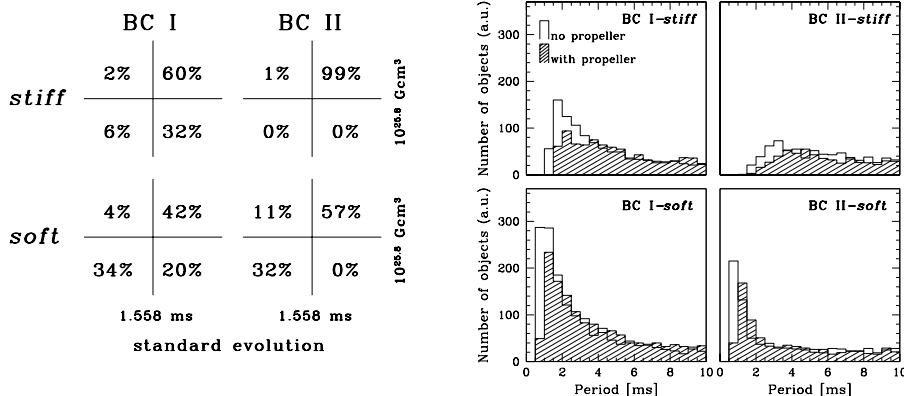 BC I BC II
stiff
2% 60% 1% 99%
6% 32% 0% 0%
10^25.8 Gcm^3
soft
4% 42% 11% 57%
34% 20% 32% 0%
10^25.8 Gcm^3
1.558 ms 1.558 ms
standard evolution
BC I-stiff
BC II-stiff
no propeller
with propeller
Number of objects (a.u.)
300
200
100
0
BC I-soft
BC II-soft
Number of objects (a.u.)
300
200
100
0
0 2 4 6 8 10 0 2 4 6 8 10
Period [ms] Period [ms]